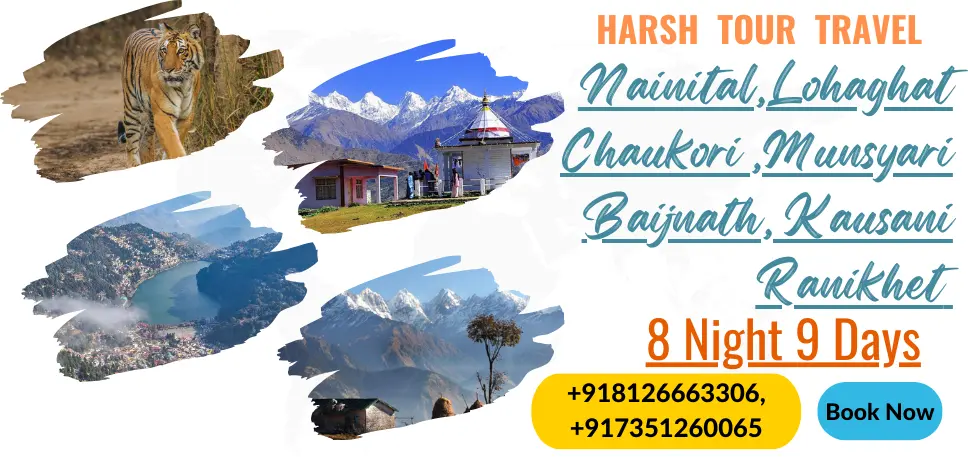 HARSH TOUR TRAVEL
Nainital,Lohaghat
Chaukori ,Munsyari
Baijnath, Kausani
Ranikhet
8 Night 9 Days
+918126663306,
+917351260065
Book Now